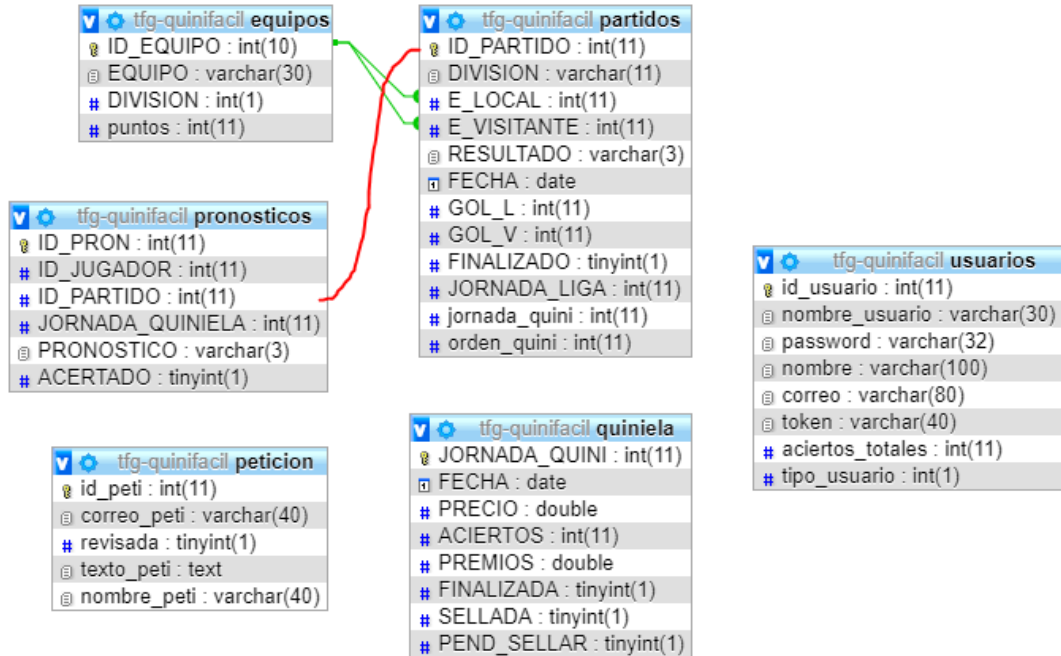 tfg-quinifacil equipos
ID_EQUIPO : int(10)
EQUIPO : varchar(30)
DIVISION : int(1)
puntos : int(11)
tfg-quinifacil partidos
ID_PARTIDO : int(11)
DIVISION : varchar(11)
E_LOCAL : int(11)
E_VISITANTE : int(11)
RESULTADO : varchar(3)
FECHA : date
GOL_L : int(11)
GOL_V : int(11)
FINALIZADO : tinyint(1)
JORNADA_LIGA : int(11)
jornada_quini : int(11)
orden_quini : int(11)
tfg-quinifacil pronosticos
ID_PRON : int(11)
ID_JUGADOR : int(11)
ID_PARTIDO : int(11)
JORNADA_QUINIELA : int(11)
PRONOSTICO : varchar(3)
ACERTADO : tinyint(1)
tfg-quinifacil usuarios
id_usuario : int(11)
nombre_usuario : varchar(30)
password : varchar(32)
nombre : varchar(100)
correo : varchar(80)
token : varchar(40)
aciertos_totales : int(11)
tipo_usuario : int(1)
tfg-quinifacil peticion
id_peti : int(11)
correo_peti : varchar(40)
revisada : tinyint(1)
texto_peti : text
nombre_peti : varchar(40)
tfg-quinifacil quiniela
JORNADA_QUINI : int(11)
FECHA : date
PRECIO : double
ACIERTOS : int(11)
PREMIOS : double
FINALIZADA : tinyint(1)
SELLADA : tinyint(1)
PEND_SELLAR : tinyint(1)